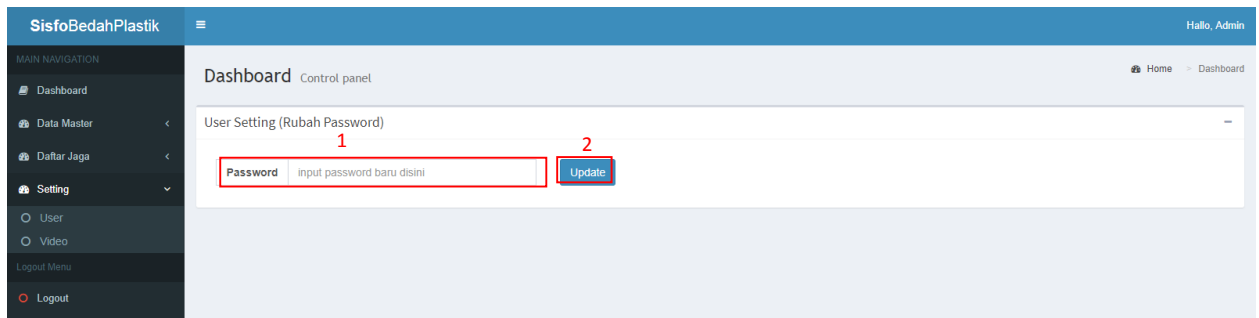 SisfoBedahPlastik
Hallo, Admin
MAIN NAVIGATION
Dashboard
Data Master
Daftar Jaga
Setting
User
Video
Logout Menu
Logout
Dashboard Control panel
Home > Dashboard
User Setting (Rubah Password)
1
2
Password input password baru disini
Update